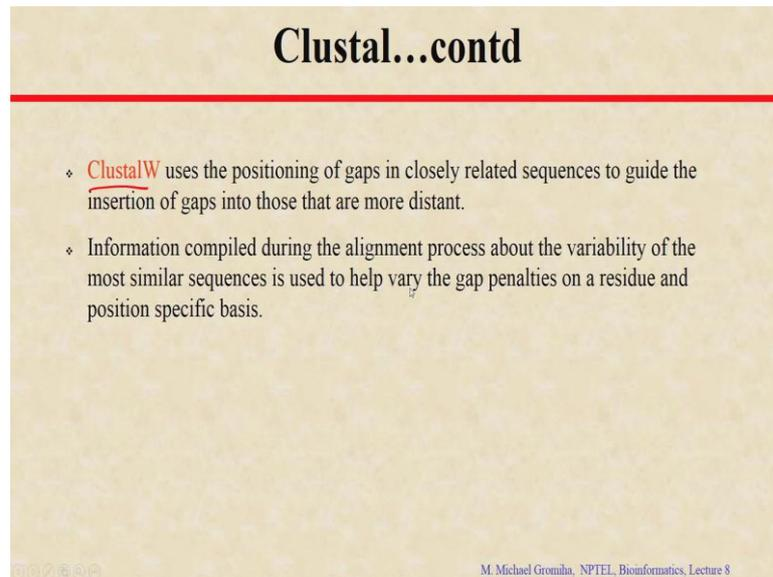 Clustal…contd
❖ ClustalW uses the positioning of gaps in closely related sequences to guide the
insertion of gaps into those that are more distant.
❖ Information compiled during the alignment process about the variability of the
most similar sequences is used to help vary the gap penalties on a residue and
position specific basis.
M. Michael Gromiha, NPTEL, Bioinformatics, Lecture 8